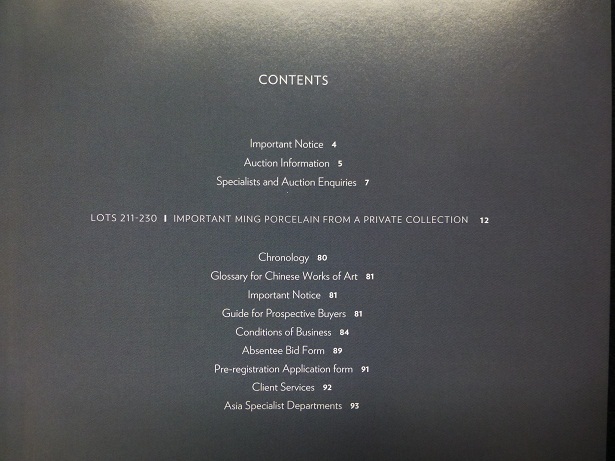 CONTENTS
Important Notice 4
Auction Information 5
Specialists and Auction Enquiries 7
LOTS 211-230 I IMPORTANT MING PORCELAIN FROM A PRIVATE COLLECTION 12
Chronology 80
Glossary for Chinese Works of Art 81
Important Notice 81
Guide for Prospective Buyers 81
Conditions of Business 84
Absentee Bid Form 89
Pre-registration Application form 91
Client Services 92
Asia Specialist Departments 93